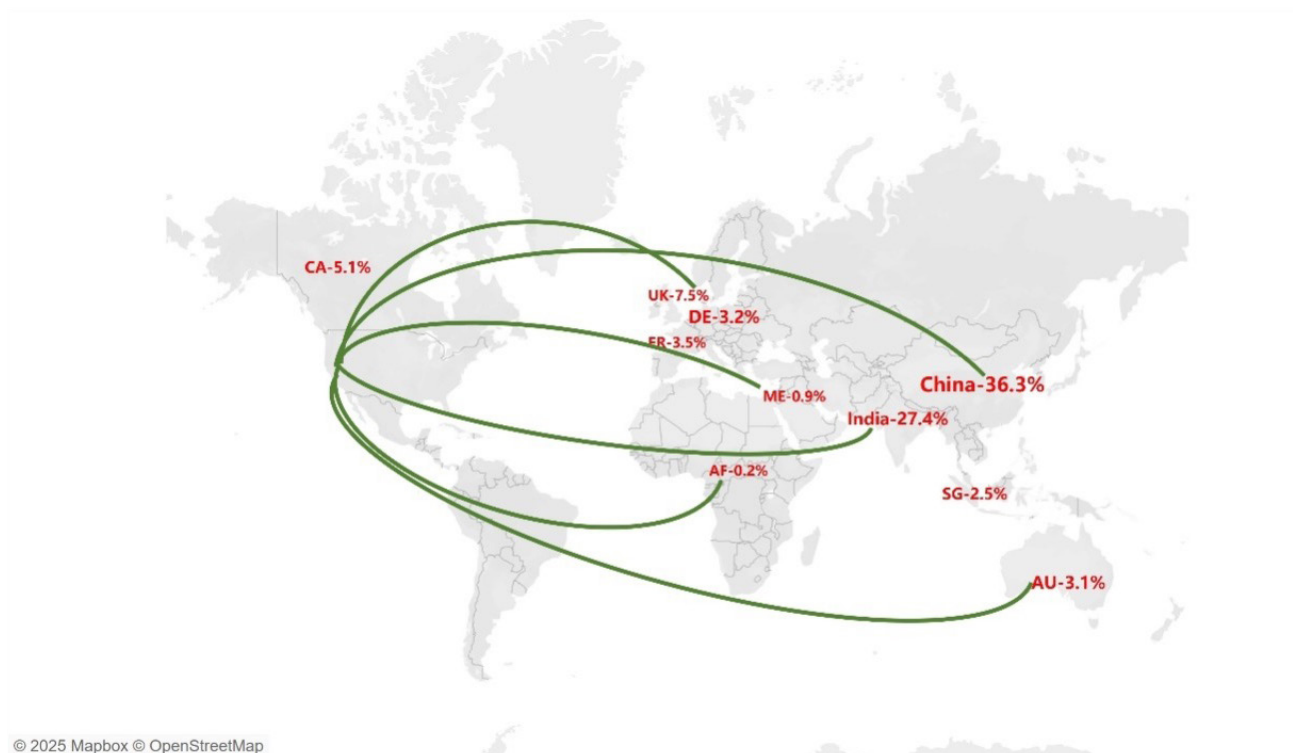 CA-5.1%
UK-7.5%
DE-3.2%
FR-3.5%
China-36.3%
ME-0.9%
India-27.4%
AF-0.2%
SG-2.5%
AU-3.1%
© 2025 Mapbox © OpenStreetMap